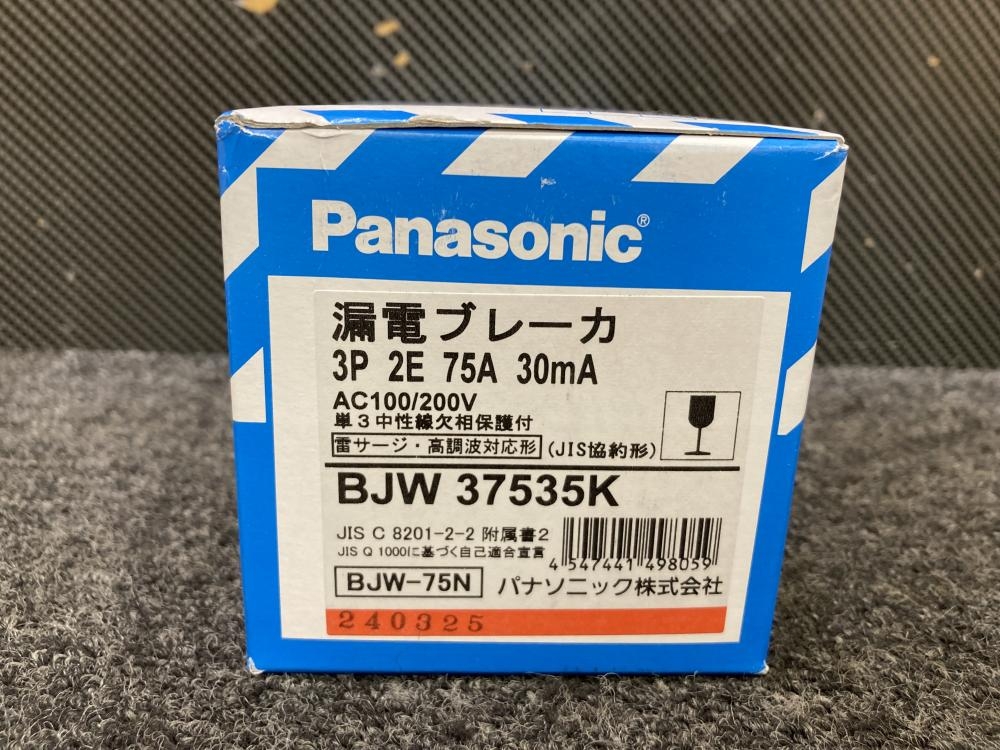 Panasonic®
漏電ブレーカ
3P 2E 75A 30mA
AC100/200V
単3中性線欠相保護付
雷サージ・高調波対応形 (JIS協約形)
BJW 37535K
JIS C 8201-2-2 附属書2
JIS Q 1000に基づく自己適合宣言
4 547441 498059
BJW-75N パナソニック株式会社
240325